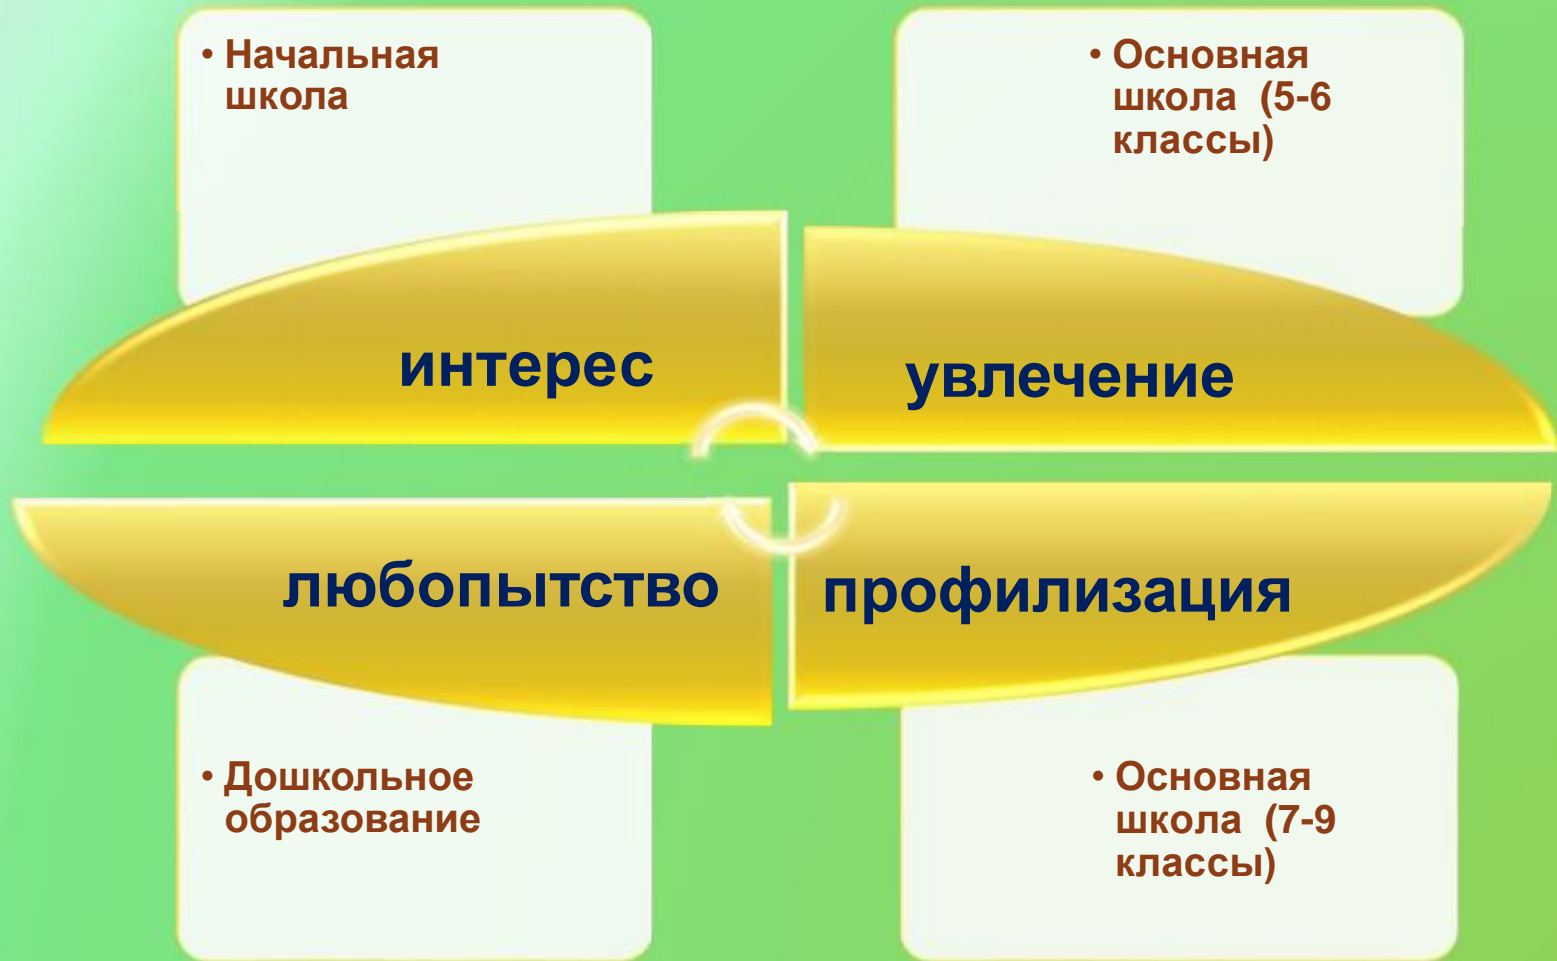 • Начальная
школа
• Основная
школа (5-6
классы)
интерес
увлечение
любопытство
профилизация
• Дошкольное
образование
• Основная
школа (7-9
классы)